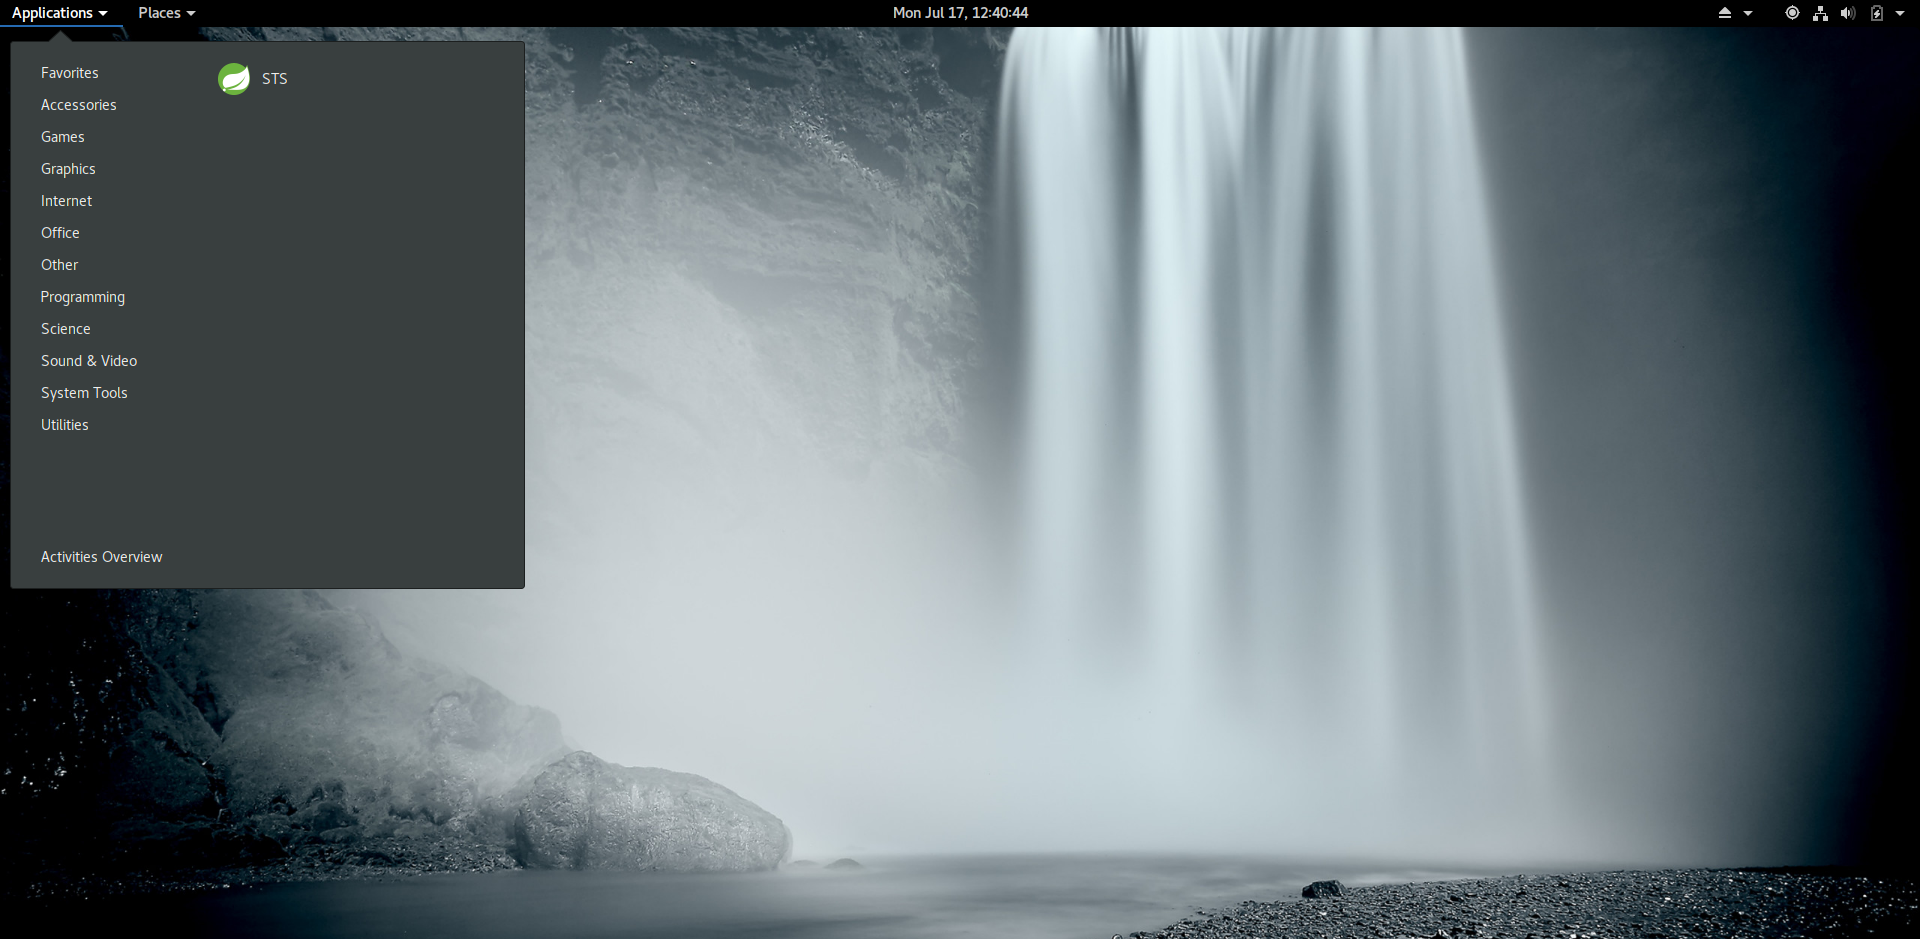 Applications Places Mon Jul 17, 12:40:44
Favorites
STS
Accessories
Games
Graphics
Internet
Office
Other
Programming
Science
Sound & Video
System Tools
Utilities
Activities Overview